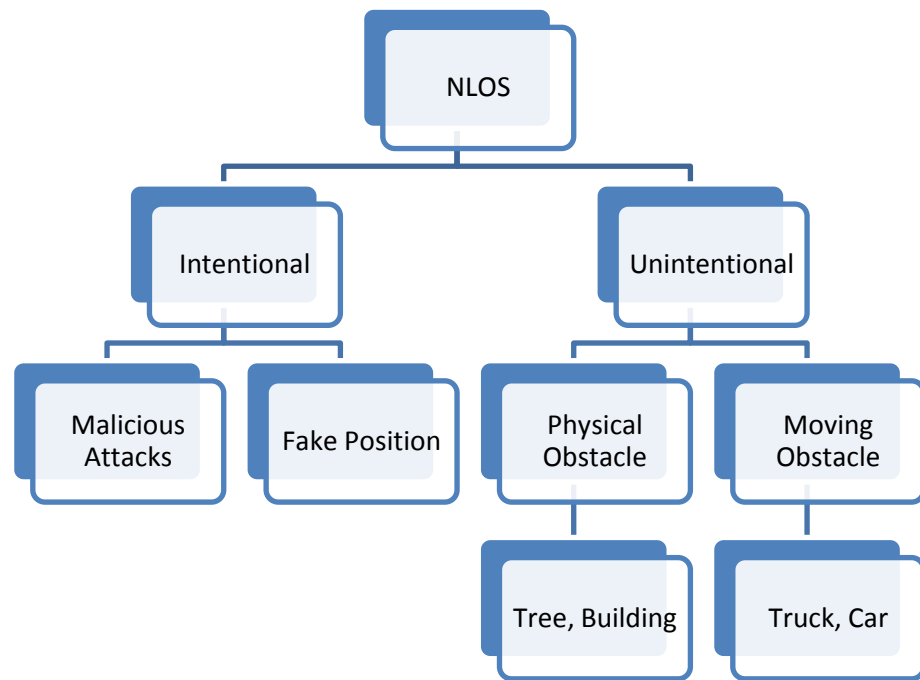 NLOS
Intentional
Unintentional
Malicious
Attacks
Fake Position
Physical
Obstacle
Moving
Obstacle
Tree, Building
Truck, Car